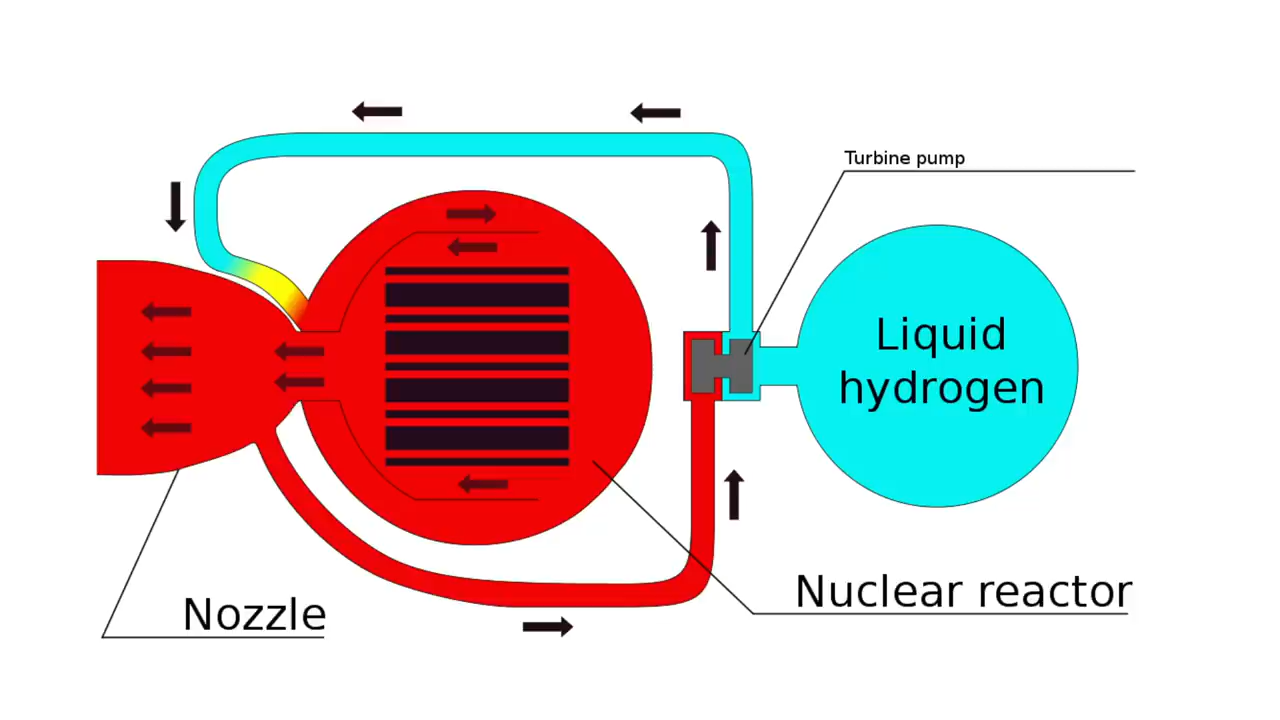 Turbine pump
Liquid
hydrogen
Nuclear reactor
Nozzle